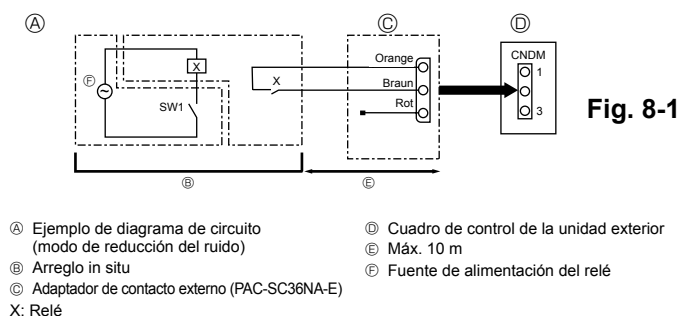 Ⓐ Ⓒ Ⓓ
Ⓕ X SW1 X
Orange
Braun
Rot
CNDM
1
3
Fig. 8-1
Ⓑ Ⓔ
Ⓐ Ejemplo de diagrama de circuito
(modo de reducción del ruido)
Ⓑ Arreglo in situ
Ⓒ Adaptador de contacto externo (PAC-SC36NA-E)
X: Relé
Ⓓ Cuadro de control de la unidad exterior
Ⓔ Máx. 10 m
Ⓕ Fuente de alimentación del relé